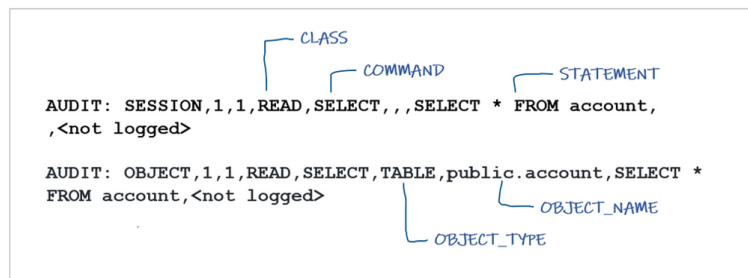 CLASS
COMMAND
STATEMENT
AUDIT: SESSION,1,1,READ,SELECT,,,SELECT * FROM account,
,<not logged>
AUDIT: OBJECT,1,1,READ,SELECT,TABLE,public.account,SELECT *
FROM account,<not logged>
OBJECT_NAME
OBJECT_TYPE